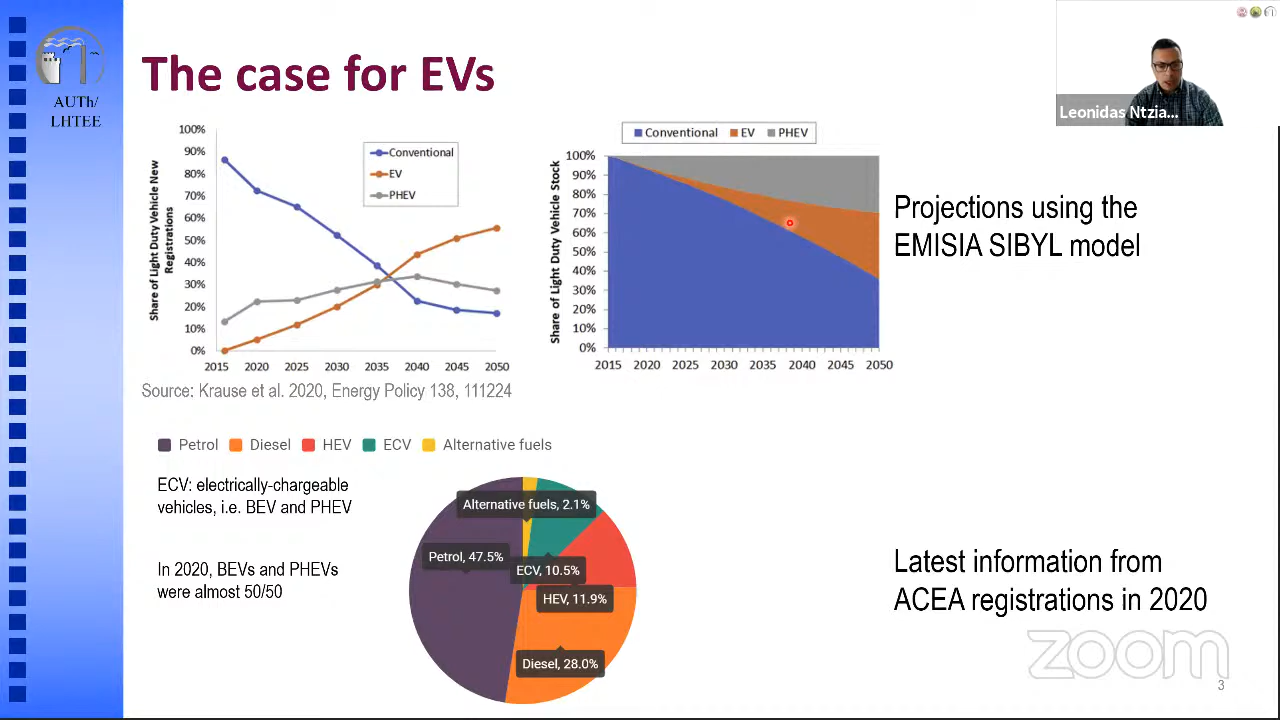 AUTh/
LHTEE
The case for EVs
Leonidas Ntzia...
Conventional
EV
PHEV
100%
90%
80%
70%
60%
50%
40%
30%
20%
10%
0%
Share of Light Duty Vehicle New
Registrations
2015 2020 2025 2030 2035 2040 2045 2050
Conventional EV PHEV
100%
90%
80%
70%
60%
50%
40%
30%
20%
10%
0%
Share of Light Duty Vehicle Stock
2015 2020 2025 2030 2035 2040 2045 2050
Projections using the
EMISIA SIBYL model
Source: Krause et al. 2020, Energy Policy 138, 111224
Petrol Diesel HEV ECV Alternative fuels
ECV: electrically-chargeable
vehicles, i.e. BEV and PHEV
In 2020, BEVs and PHEVs
were almost 50/50
Alternative fuels, 2.1%
Petrol, 47.5%
ECV, 10.5%
HEV, 11.9%
Diesel, 28.0%
Latest information from
ACEA registrations in 2020
zoom
3